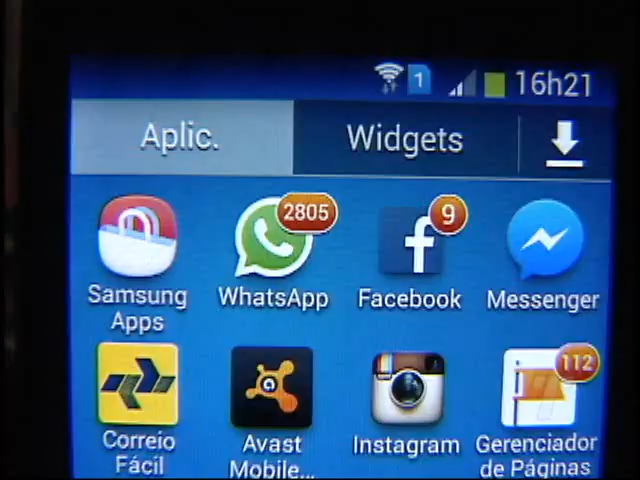 1 16h21
Aplic. Widgets
2805 9
Samsung Apps WhatsApp Facebook Messenger
112
Correio Fácil Avast Mobile... Instagram Gerenciador de Páginas